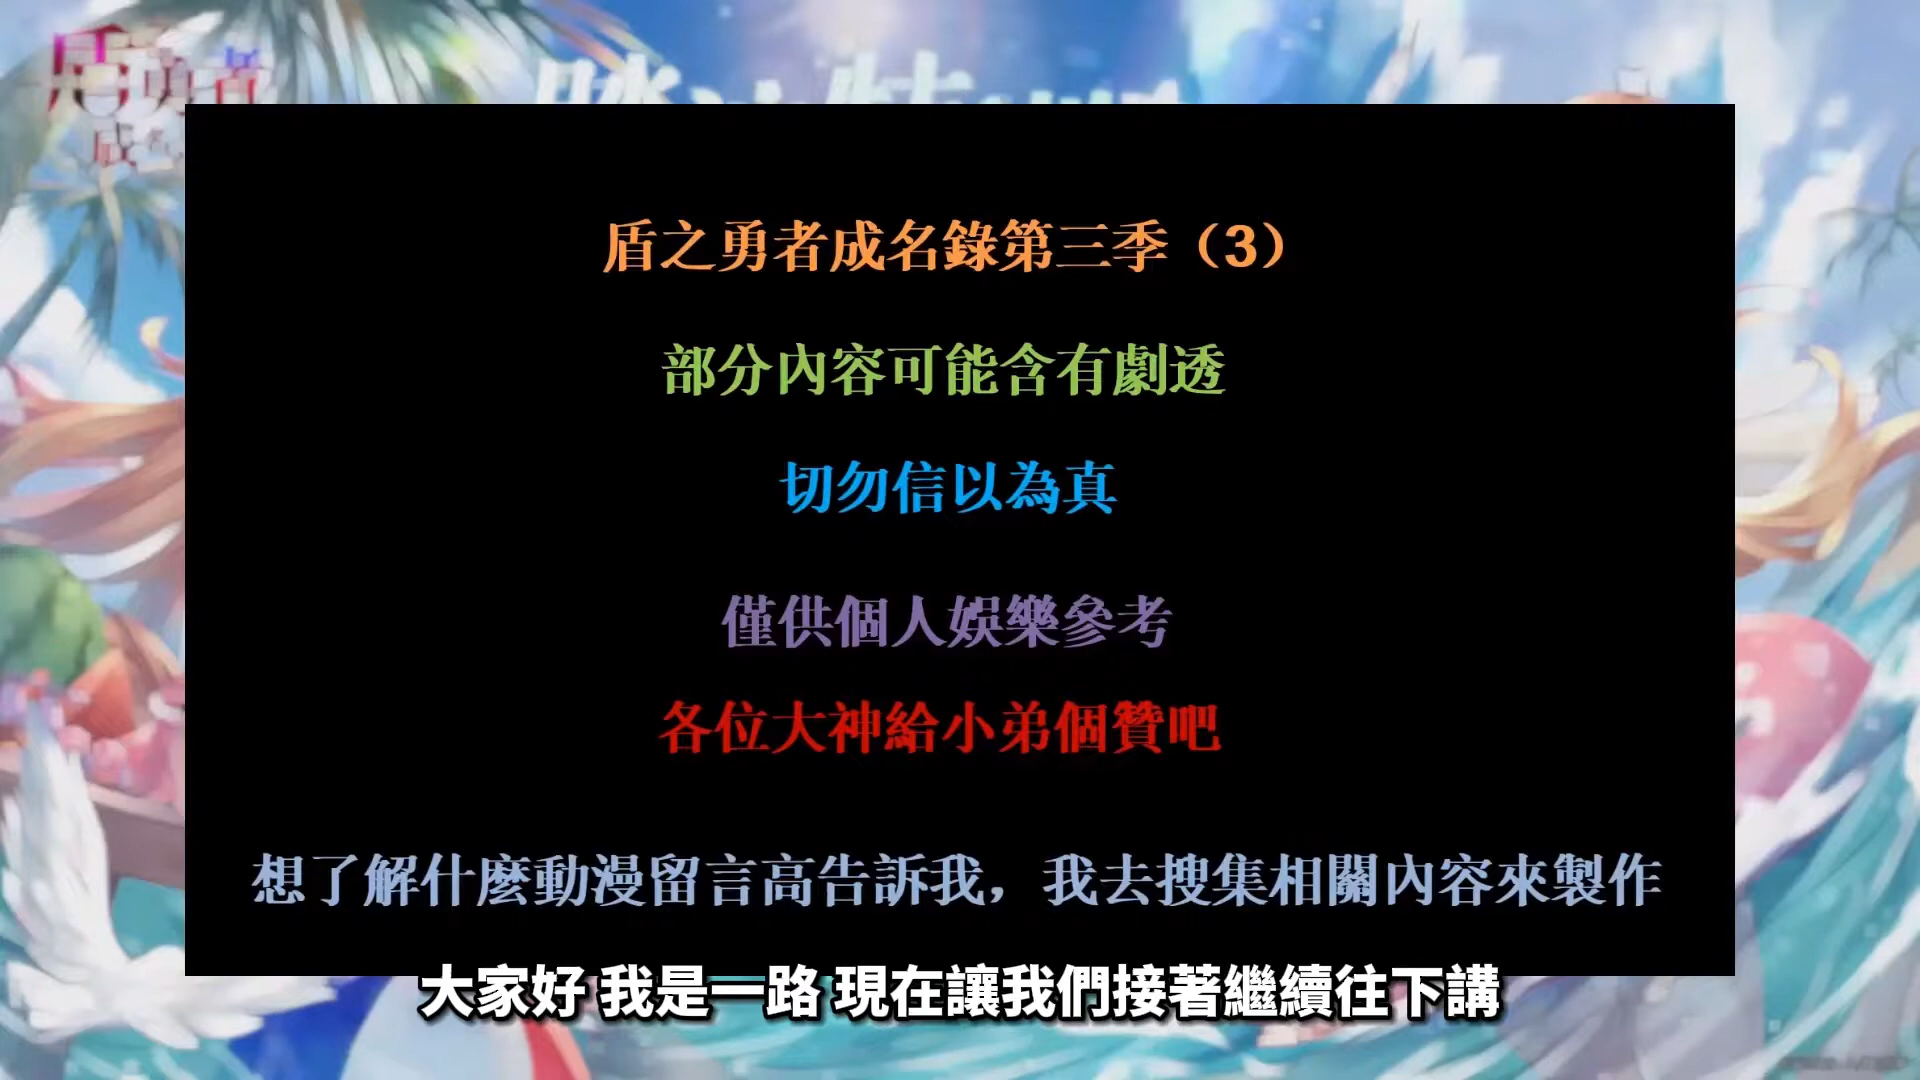 盾之勇者成名錄第三季（3）
部分內容可能含有劇透
切勿信以為真
僅供個人娛樂參考
各位大神給小弟個贊吧
想了解什麼動漫留言高告訴我，我去搜集相關內容來製作
大家好 我是一路 現在讓我們接著繼續往下講